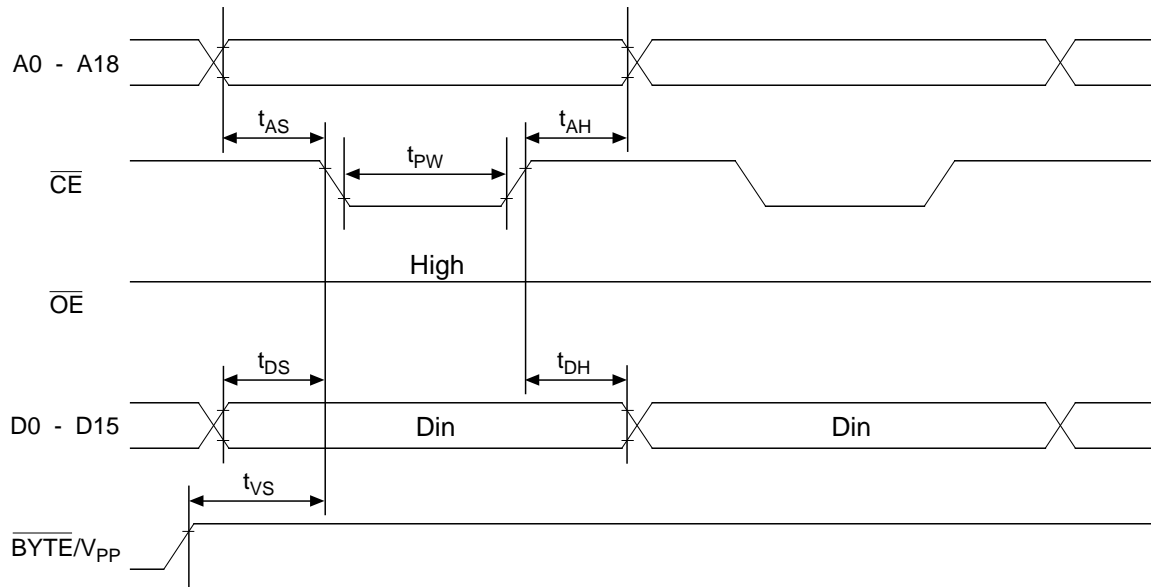 A0 - A18
tAS
tAH
tPW
CE
High
OE
tDS
tDH
D0 - D15
Din
Din
tVS
BYTE/VPP